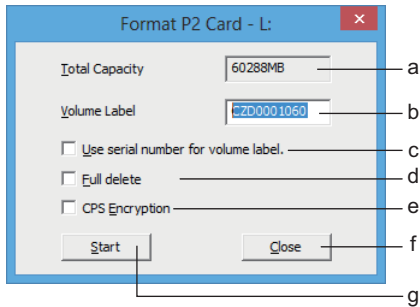 Format P2 Card - L:
Total Capacity 60288MB a
Volume Label CZD0001060 b
Use serial number for volume label. c
Full delete d
CPS Encryption e
Start Close f
g